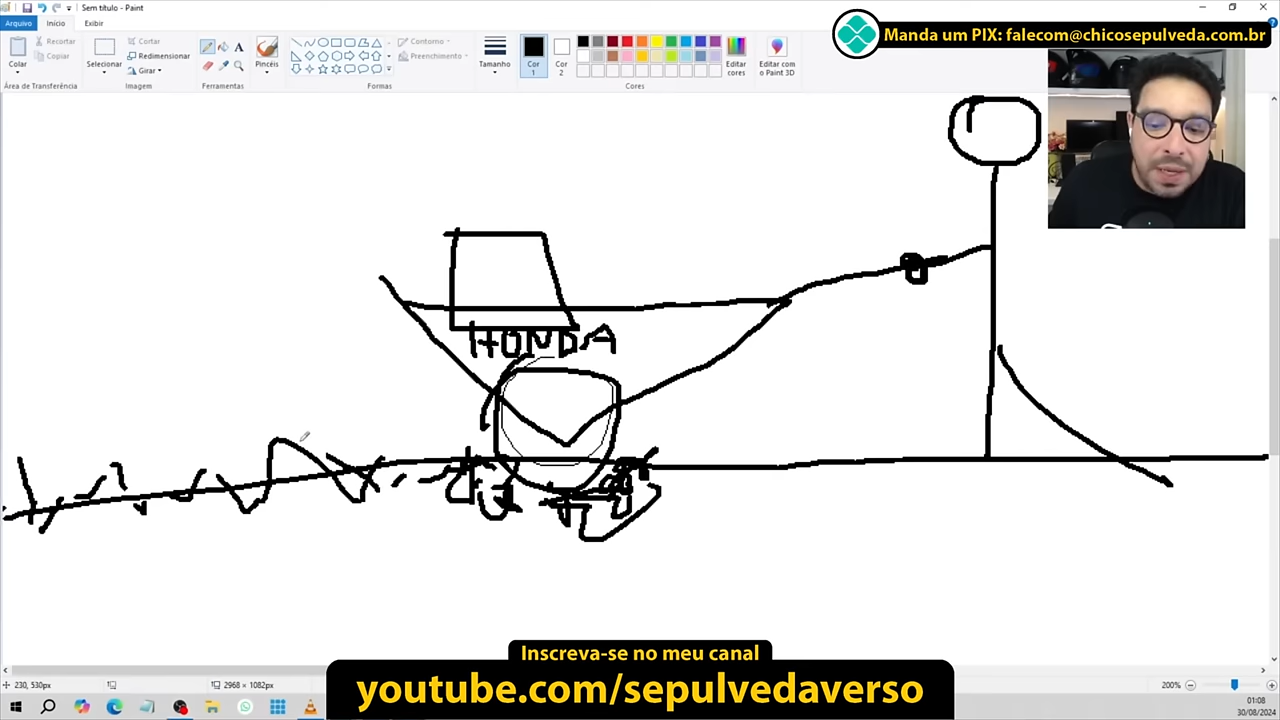 Sem título - Paint
Arquivo
Início
Exibir
Colar
Recortar
Copiar
Área de Transferência
Selecionar
Cortar
Redimensionar
Girar
Imagem
A
Ferramentas
Pincéis
Contorno
Preenchimento
Formas
Tamanho
Cor 1
Cor 2
Cores
Editar cores
Editar com o Paint 3D
Manda um PIX: falecom@chicosepulveda.com.br
HONDA
Inscreva-se no meu canal
youtube.com/sepulvedaverso
230, 530px
2968 × 1082px
200%
01:08
30/08/2024